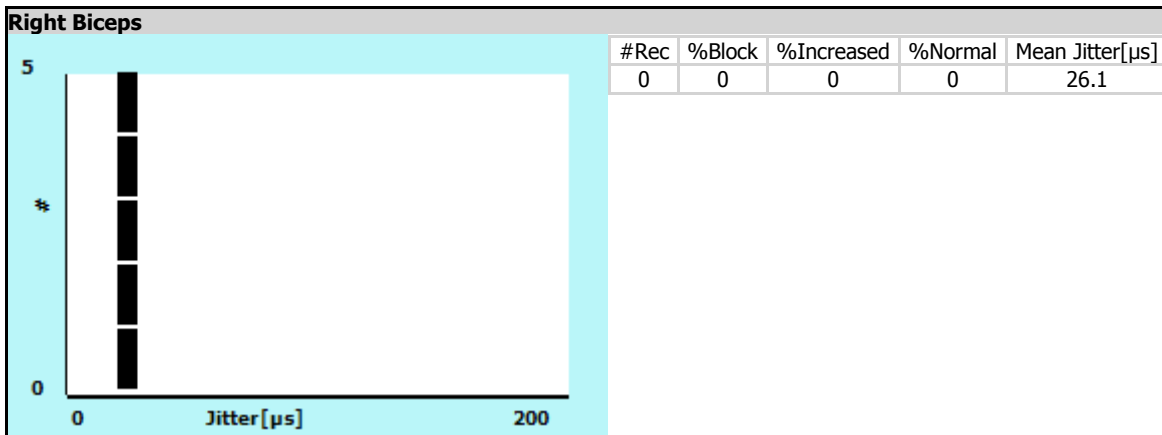 Right Biceps
#Rec %Block %Increased %Normal Mean Jitter[µs]
0 0 0 0 26.1
5
#
0
0 Jitter[µs] 200